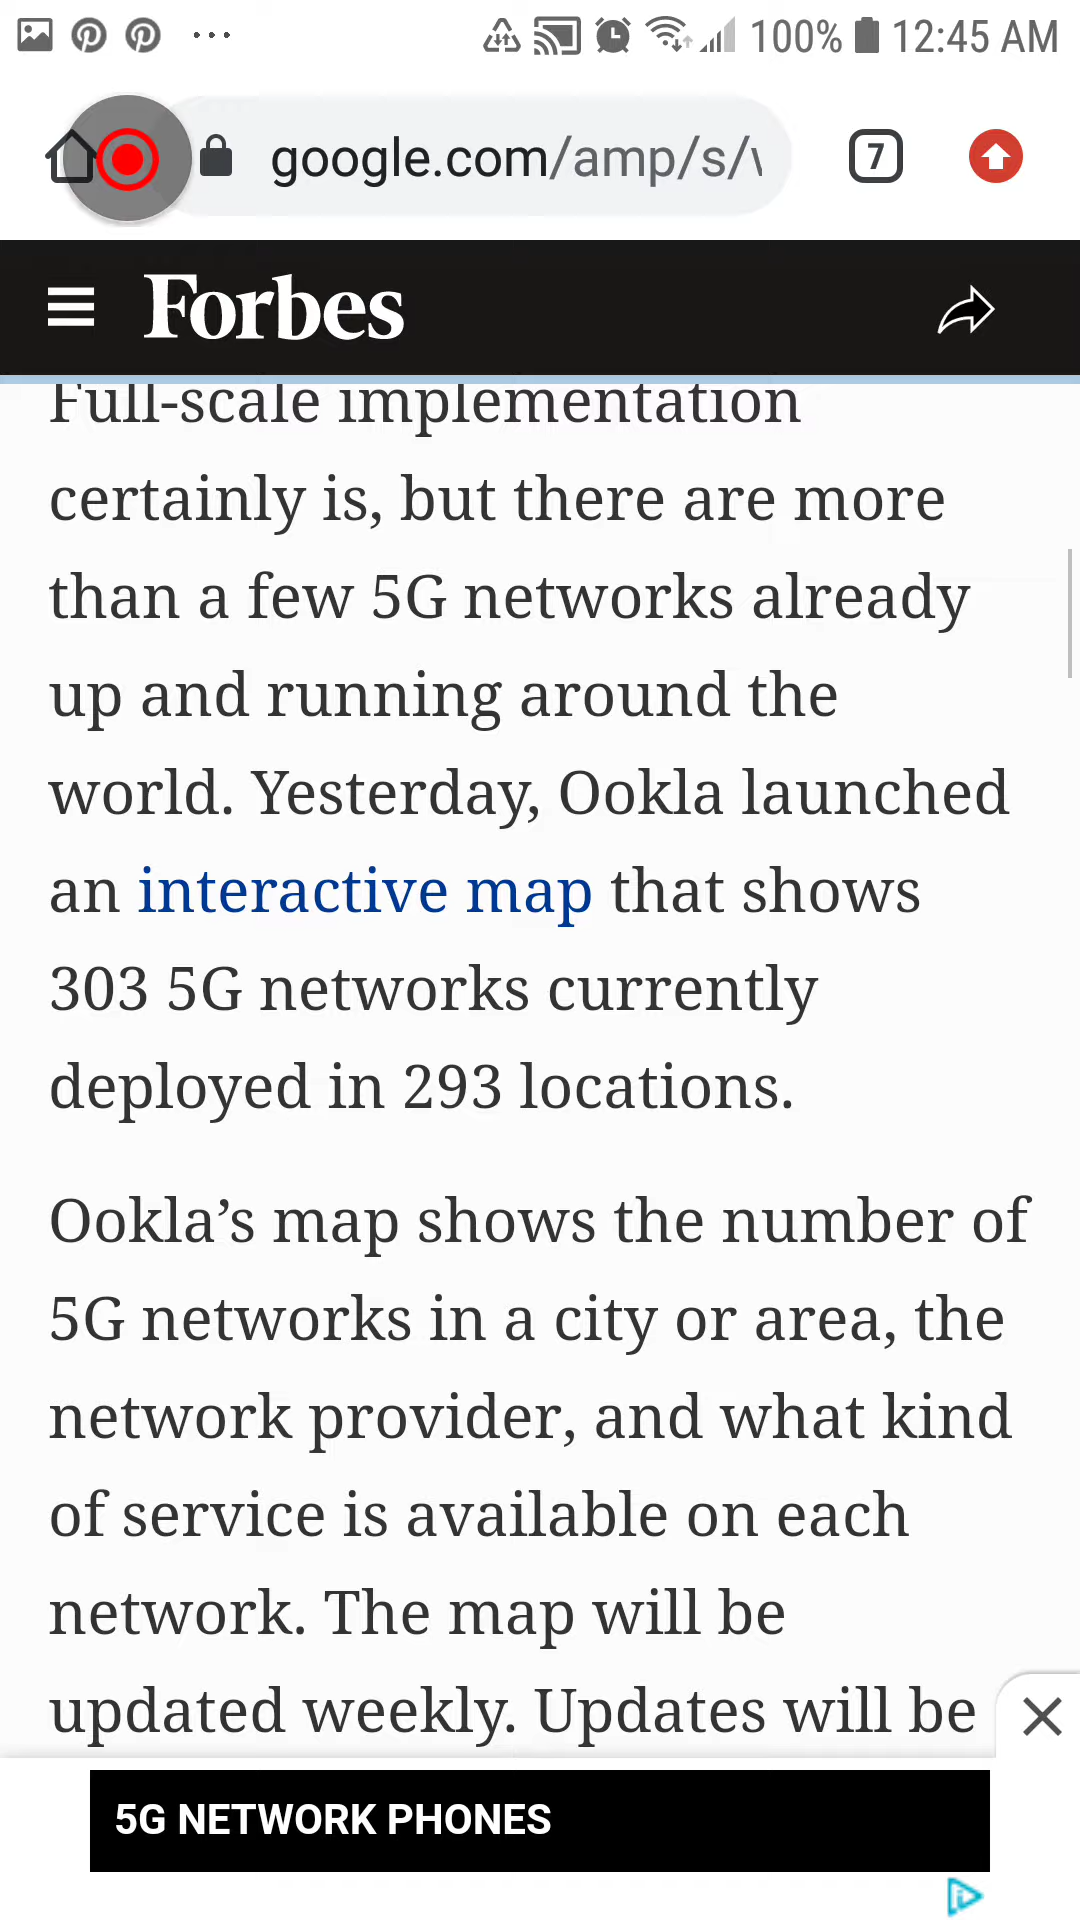 100% 12:45 AM
google.com/amp/s/
7
Forbes
Full-scale implementation
certainly is, but there are more
than a few 5G networks already
up and running around the
world. Yesterday, Ookla launched
an interactive map that shows
303 5G networks currently
deployed in 293 locations.
Ookla’s map shows the number of
5G networks in a city or area, the
network provider, and what kind
of service is available on each
network. The map will be
updated weekly. Updates will be
5G NETWORK PHONES